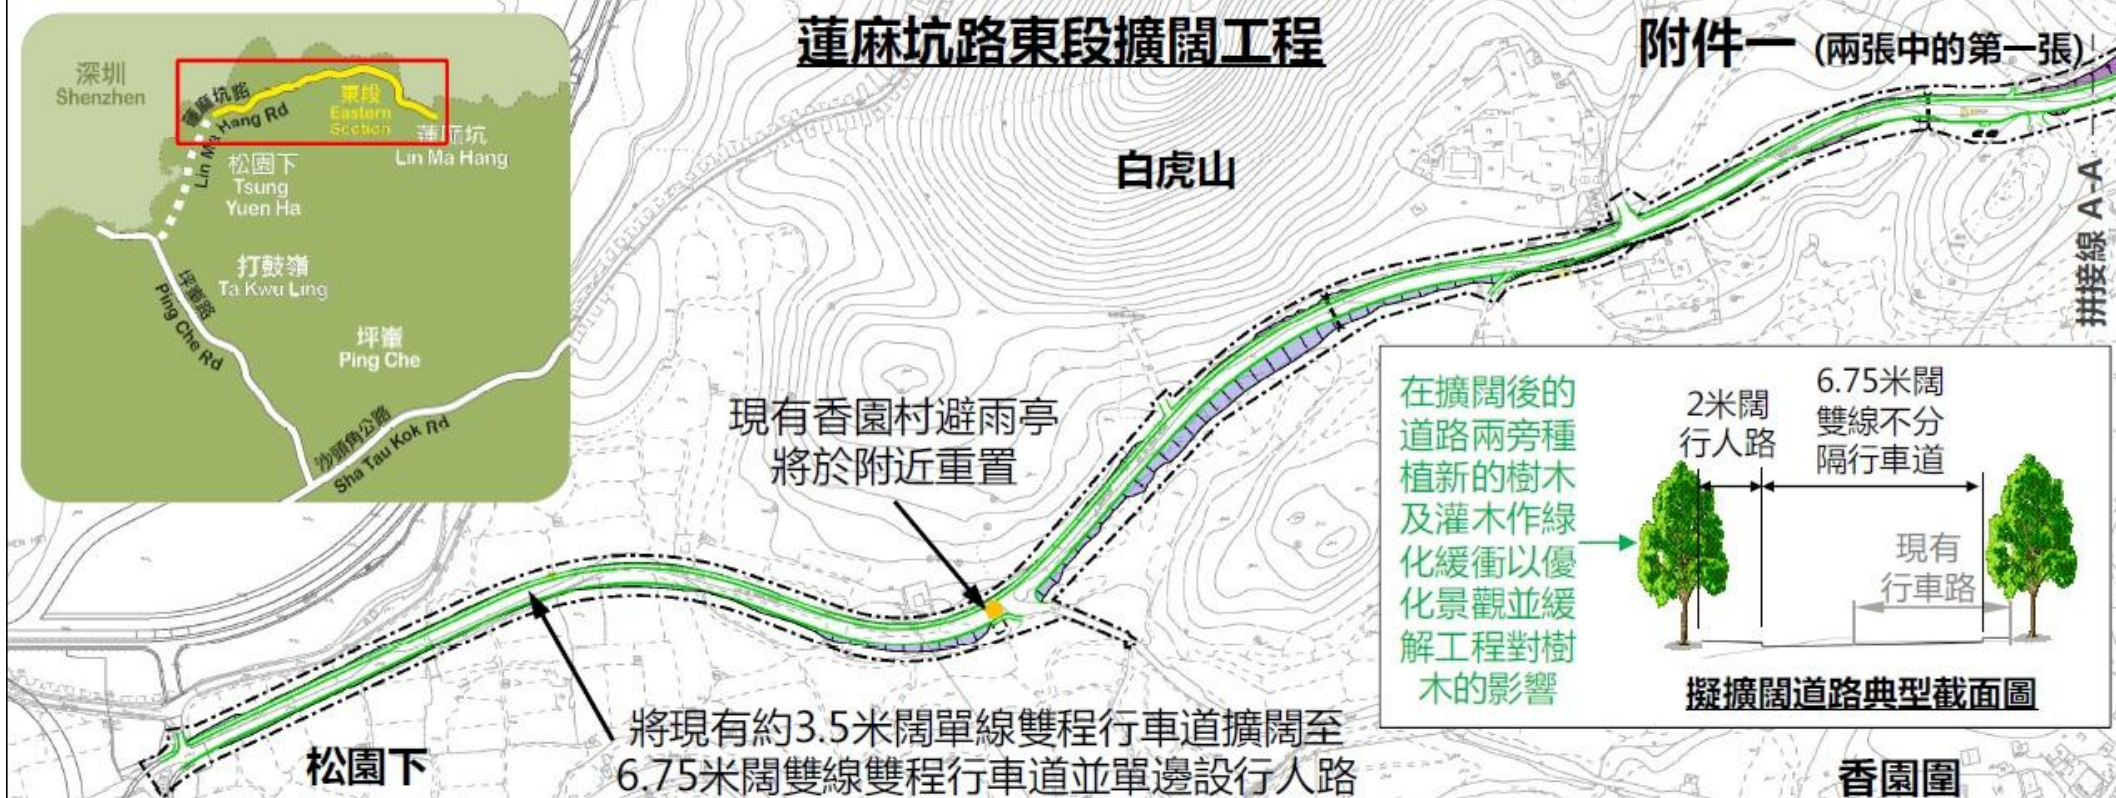 蓮麻坑路東段擴闊工程
附件一 (兩張中的第一張)
深圳
Shenzhen
蓮麻坑路
Lin Ma Hang Rd
東段
Eastern
Section
蓮麻坑
Lin Ma Hang
松園下
Tsung
Yuen Ha
打鼓嶺
Ta Kwu Ling
坪輋路
Ping Che Rd
坪輋
Ping Che
沙頭角公路
Sha Tau Kok Rd
白虎山
拼接線 A-A
現有香園村避雨亭
將於附近重置
在擴闊後的
道路兩旁種
植新的樹木
及灌木作綠
化緩衝以優
化景觀並緩
解工程對樹
木的影響
2米闊
行人路
6.75米闊
雙線不分
隔行車道
現有
行車路
擬擴闊道路典型截面圖
松園下
將現有約3.5米闊單線雙程行車道擴闊至
6.75米闊雙線雙程行車道並單邊設行人路
香園圍